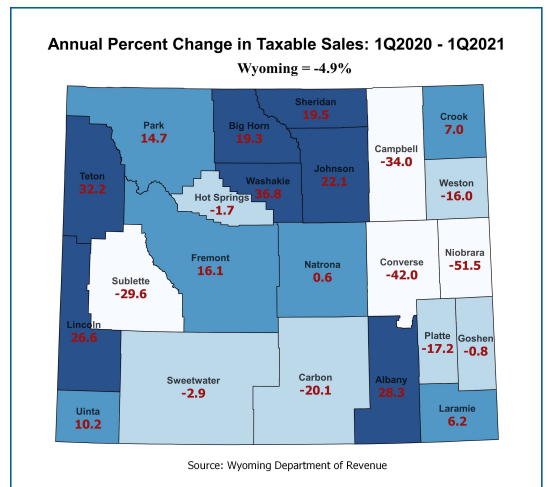 Annual Percent Change in Taxable Sales: 1Q2020 - 1Q2021
Wyoming = -4.9%
Sheridan
19.5
Park
14.7
Big Horn
19.3
Crook
7.0
Campbell
-34.0
Teton
32.2
Washakie
36.8
Johnson
22.1
Weston
-16.0
Hot Springs
-1.7
Fremont
16.1
Natrona
0.6
Converse
-42.0
Niobrara
-51.5
Sublette
-29.6
Lincoln
26.6
Platte
-17.2
Goshen
-0.8
Sweetwater
-2.9
Carbon
-20.1
Albany
28.3
Uinta
10.2
Laramie
6.2
Source: Wyoming Department of Revenue